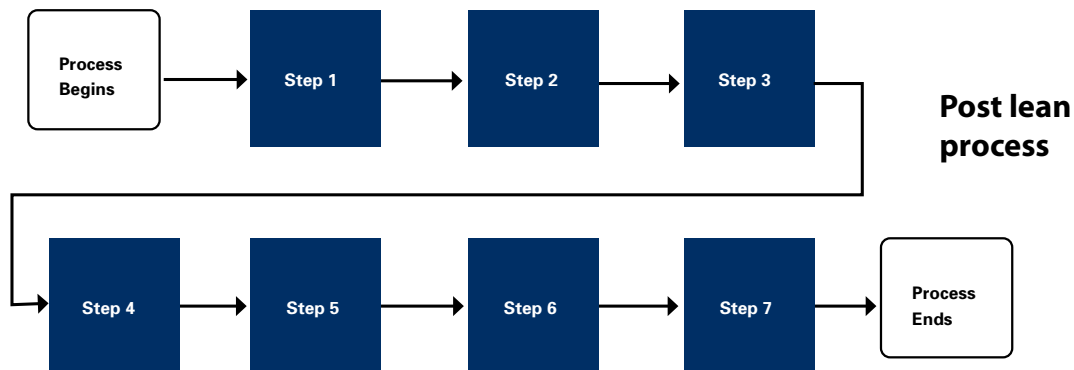 Process
Begins
Step 1
Step 2
Step 3
Post lean
process
Step 4
Step 5
Step 6
Step 7
Process
Ends